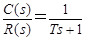 C(s)/R(s) = 1/(Ts+1)